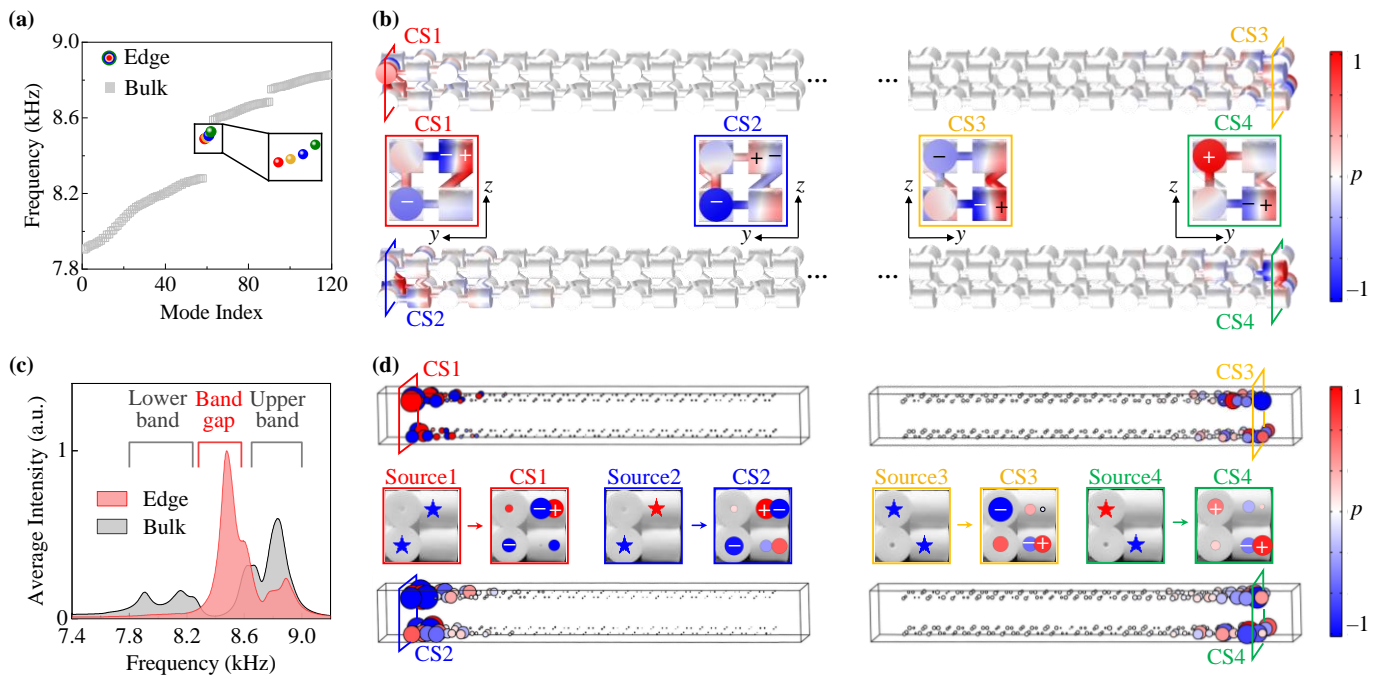 (a)
9.0
8.6
8.2
7.8
Frequency (kHz)
Edge
Bulk
0
40
80
120
Mode Index
(b)
CS1
CS3
... ...
CS1
CS2
CS3
CS4
− +
−
+ −
−
−
− +
+
− +
z
y
z
y
z
y
z
y
... ...
CS2
CS4
1
p
−1
(c)
Lower band
Band gap
Upper band
1
0
Average Intensity (a.u.)
Edge
Bulk
7.4
7.8
8.2
8.6
9.0
Frequency (kHz)
(d)
CS1
CS3
Source1
CS1
Source2
CS2
Source3
CS3
Source4
CS4
− +
−
+ −
−
−
− +
+
− +
CS2
CS4
1
p
−1